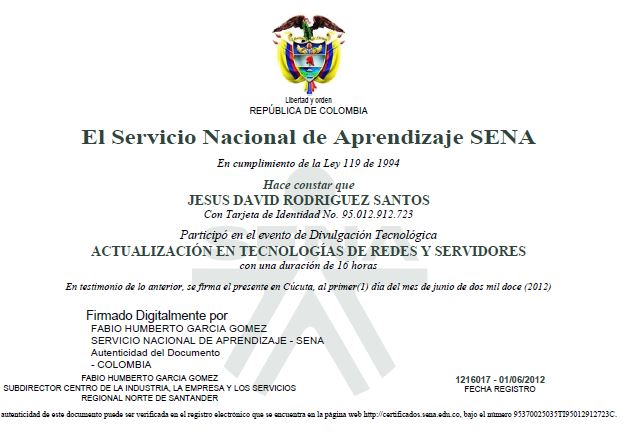 Libertad y orden
REPÚBLICA DE COLOMBIA
El Servicio Nacional de Aprendizaje SENA
En cumplimiento de la Ley 119 de 1994
Hace constar que
JESUS DAVID RODRIGUEZ SANTOS
Con Tarjeta de Identidad No. 95.012.912.723
Participó en el evento de Divulgación Tecnológica
SENA
ACTUALIZACIÓN EN TECNOLOGÍAS DE REDES Y SERVIDORES
con una duración de 16 horas
En testimonio de lo anterior, se firma el presente en Cúcuta, al primer(1) día del mes de junio de dos mil doce (2012)
Firmado Digitalmente por
FABIO HUMBERTO GARCIA GOMEZ
SERVICIO NACIONAL DE APRENDIZAJE - SENA
Autenticidad del Documento
- COLOMBIA
FABIO HUMBERTO GARCIA GOMEZ
SUBDIRECTOR CENTRO DE LA INDUSTRIA, LA EMPRESA Y LOS SERVICIOS
REGIONAL NORTE DE SANTANDER
1216017 - 01/06/2012
FECHA REGISTRO
autenticidad de este documento puede ser verificada en el registro electrónico que se encuentra en la página web http://certificados.sena.edu.co, bajo el número 95370025035TI95012912723C.